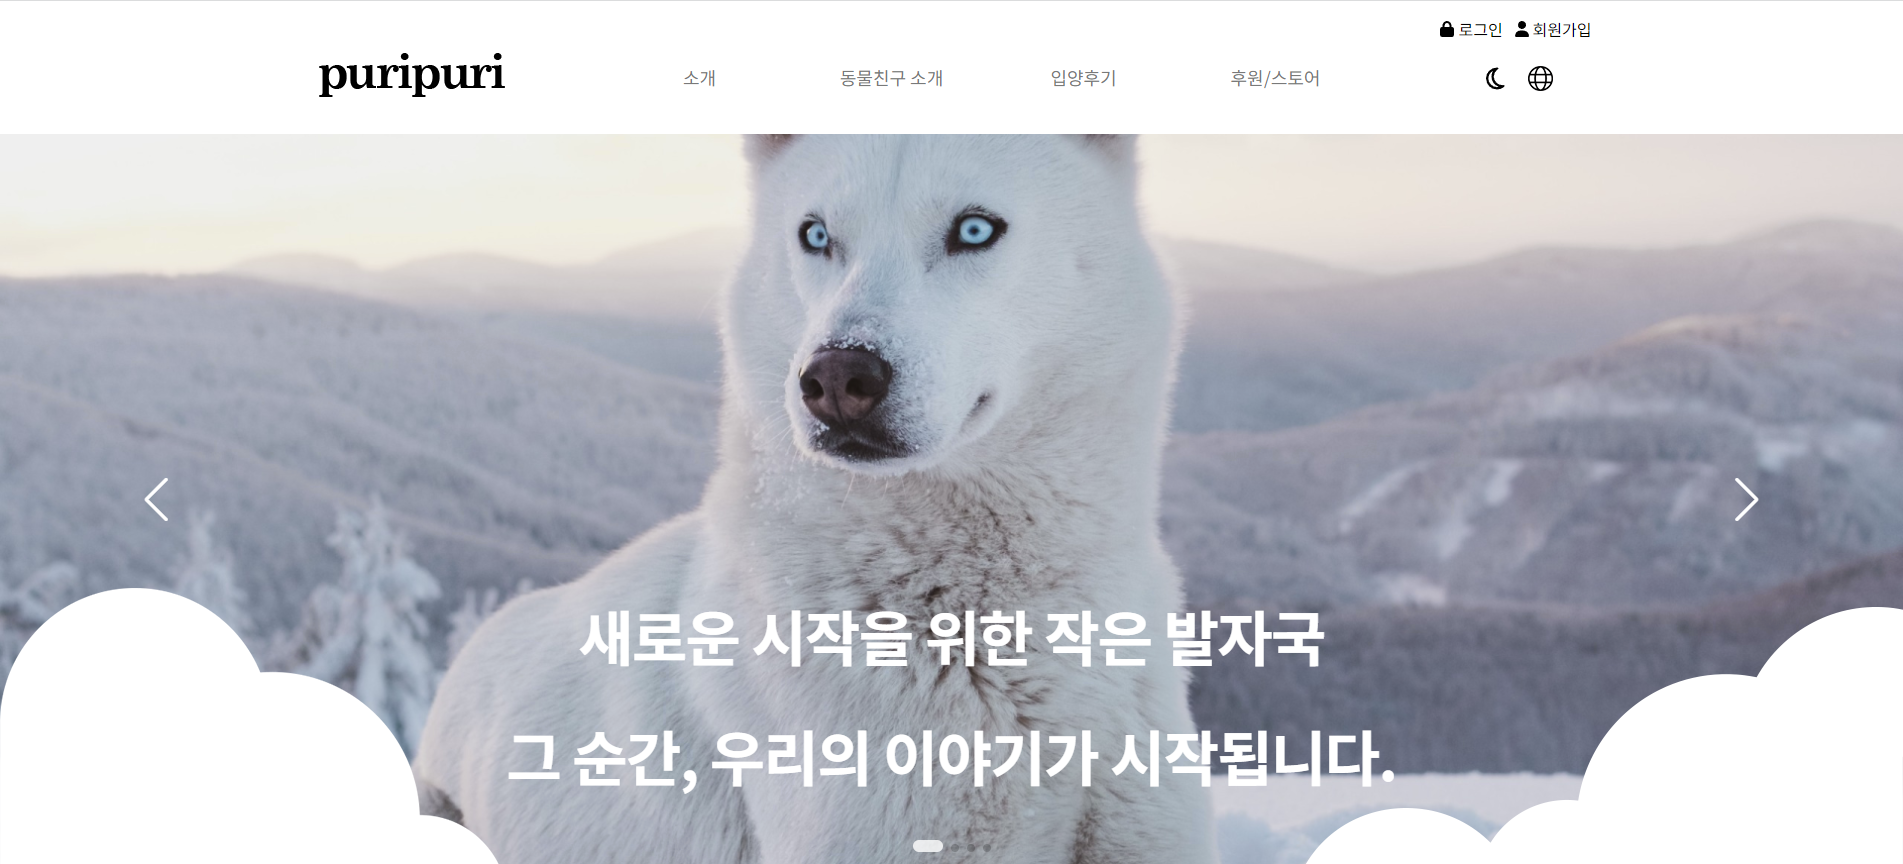 로그인 회원가입
puripuri 소개 동물친구 소개 입양후기 후원/스토어
새로운 시작을 위한 작은 발자국
그 순간, 우리의 이야기가 시작됩니다.